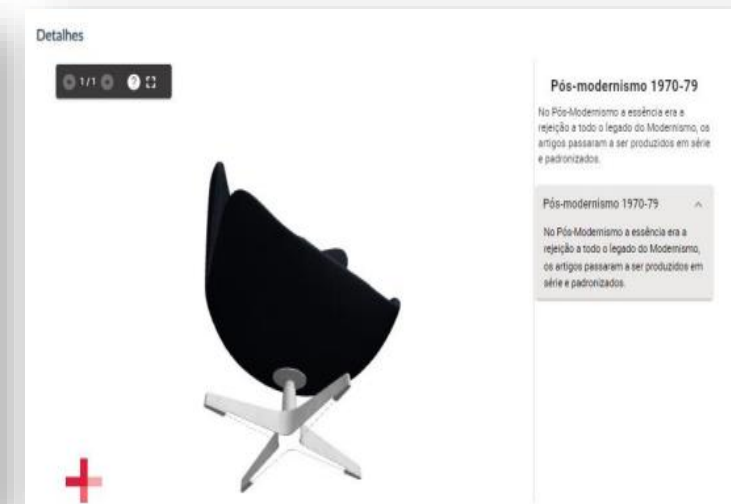 Detalhes
1/1 ?
Pós-modernismo 1970-79
No Pós-Modernismo a essência era a
rejeição a todo o legado do Modernismo, os
artigos passaram a ser produzidos em série
e padronizados.
Pós-modernismo 1970-79
No Pós-Modernismo a essência era a
rejeição a todo o legado do Modernismo,
os artigos passaram a ser produzidos em
série e padronizados.